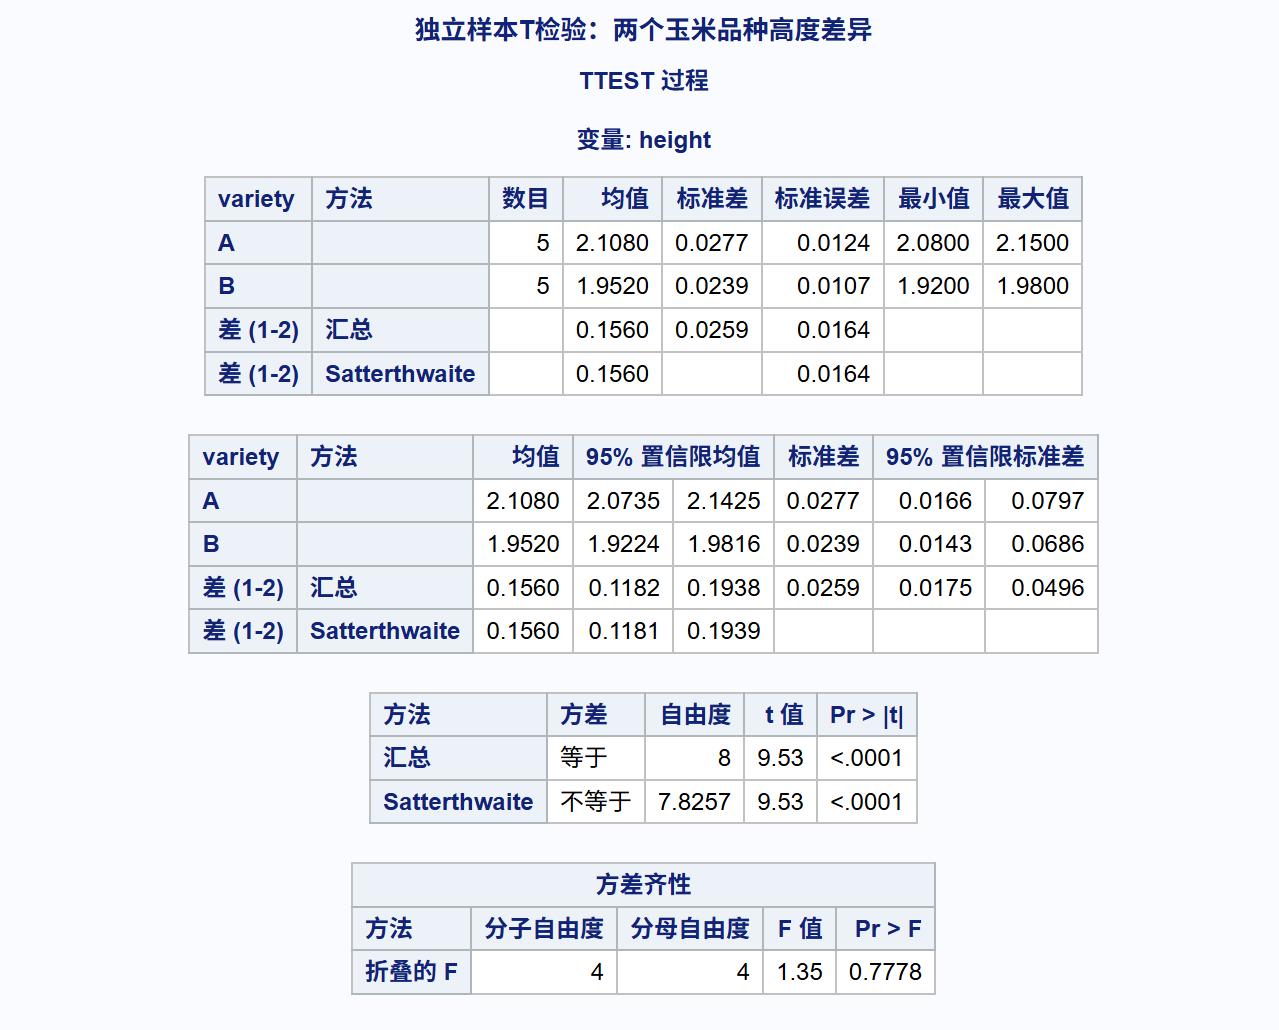 独立样本T检验：两个玉米品种高度差异
TTEST 过程
变量: height
variety 方法 数目 均值 标准差 标准误差 最小值 最大值
A 5 2.1080 0.0277 0.0124 2.0800 2.1500
B 5 1.9520 0.0239 0.0107 1.9200 1.9800
差 (1-2) 汇总 0.1560 0.0259 0.0164
差 (1-2) Satterthwaite 0.1560 0.0164
variety 方法 均值 95% 置信限均值 标准差 95% 置信限标准差
A 2.1080 2.0735 2.1425 0.0277 0.0166 0.0797
B 1.9520 1.9224 1.9816 0.0239 0.0143 0.0686
差 (1-2) 汇总 0.1560 0.1182 0.1938 0.0259 0.0175 0.0496
差 (1-2) Satterthwaite 0.1560 0.1181 0.1939
方法 方差 自由度 t 值 Pr > |t|
汇总 等于 8 9.53 <.0001
Satterthwaite 不等于 7.8257 9.53 <.0001
方差齐性
方法 分子自由度 分母自由度 F 值 Pr > F
折叠的 F 4 4 1.35 0.7778